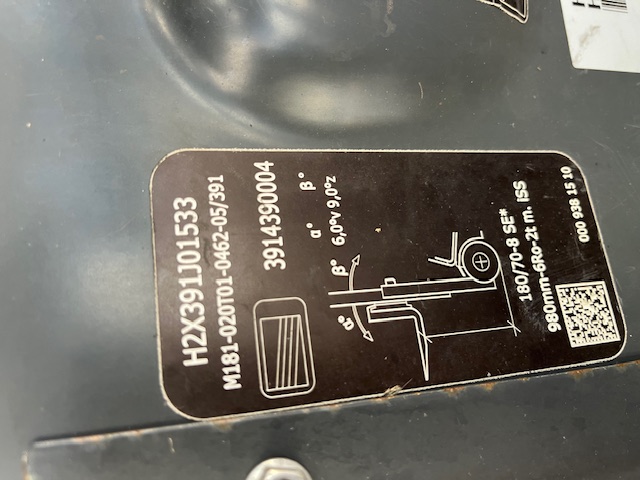 H2X391J01533
M181-020T01-0462-05/391
3914390004
α° β°
6,0°v 9,0°z
β°
α°
180/70-8 SE*
980mm-6Ro-2t m. ISS
000 938 15 10